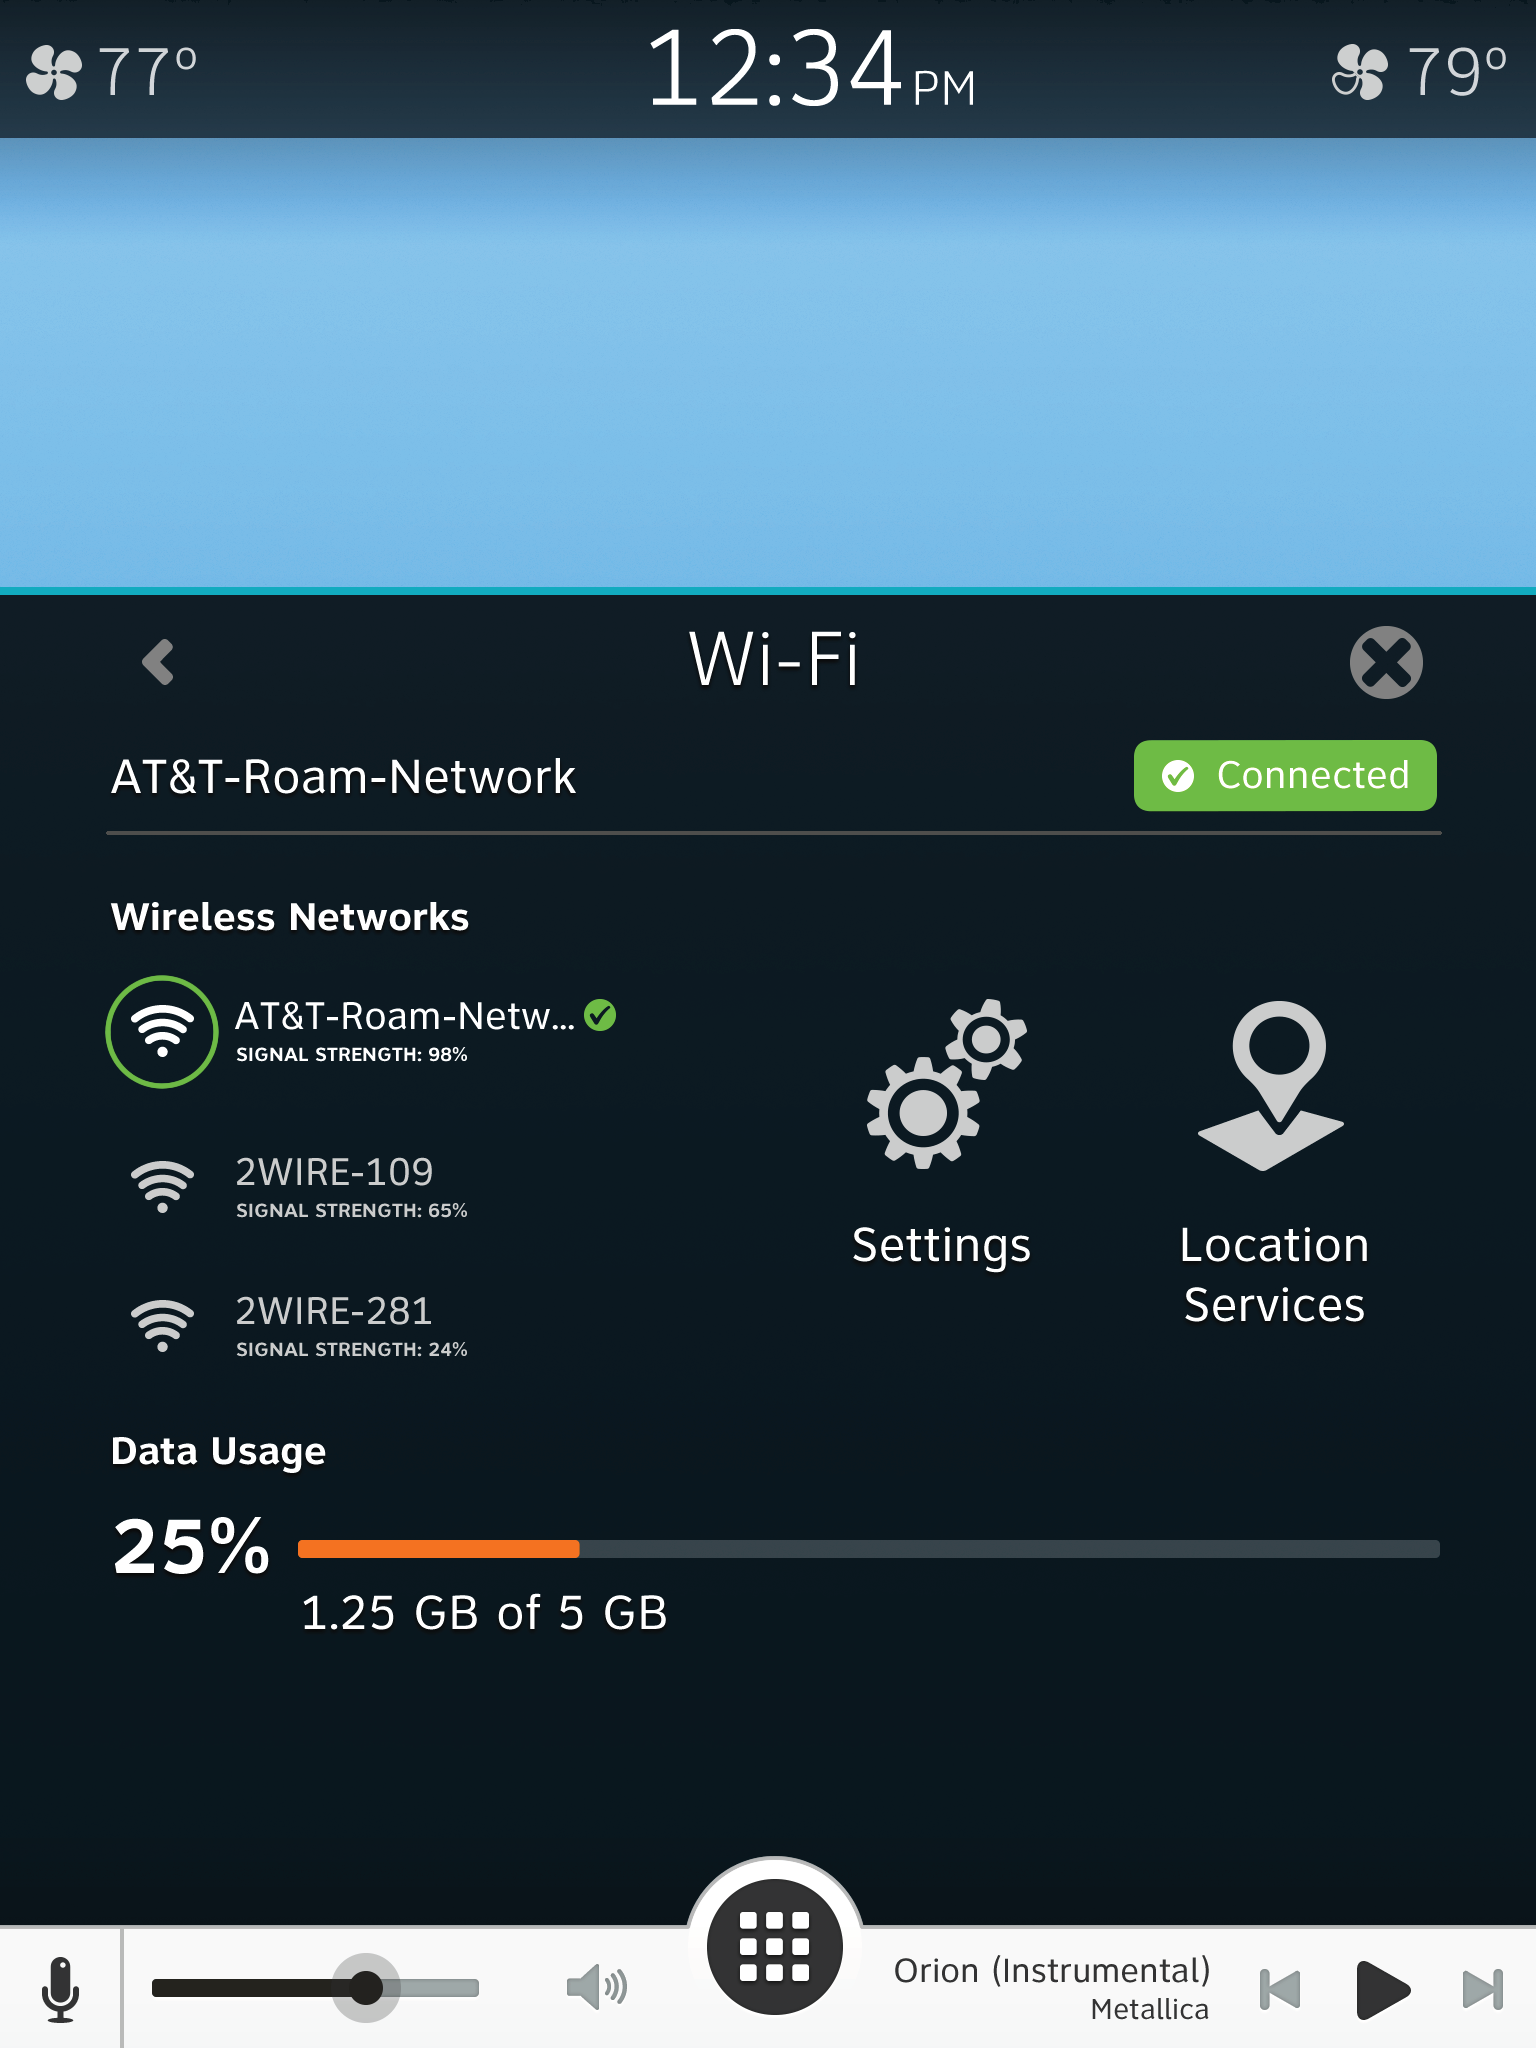 77º
12:34 PM
79º
Wi-Fi
AT&T-Roam-Network
Connected
Wireless Networks
AT&T-Roam-Netw...
SIGNAL STRENGTH: 98%
2WIRE-109
SIGNAL STRENGTH: 65%
2WIRE-281
SIGNAL STRENGTH: 24%
Settings
Location
Services
Data Usage
25%
1.25 GB of 5 GB
Orion (Instrumental)
Metallica